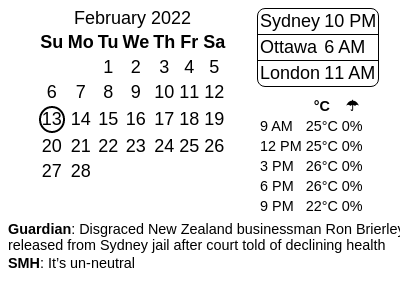 February 2022
Su Mo Tu We Th Fr Sa
1 2 3 4 5
6 7 8 9 10 11 12
13 14 15 16 17 18 19
20 21 22 23 24 25 26
27 28
Sydney 10 PM
Ottawa 6 AM
London 11 AM
°C ☂
9 AM 25°C 0%
12 PM 25°C 0%
3 PM 26°C 0%
6 PM 26°C 0%
9 PM 22°C 0%
Guardian: Disgraced New Zealand businessman Ron Brierley
released from Sydney jail after court told of declining health
SMH: It’s un-neutral